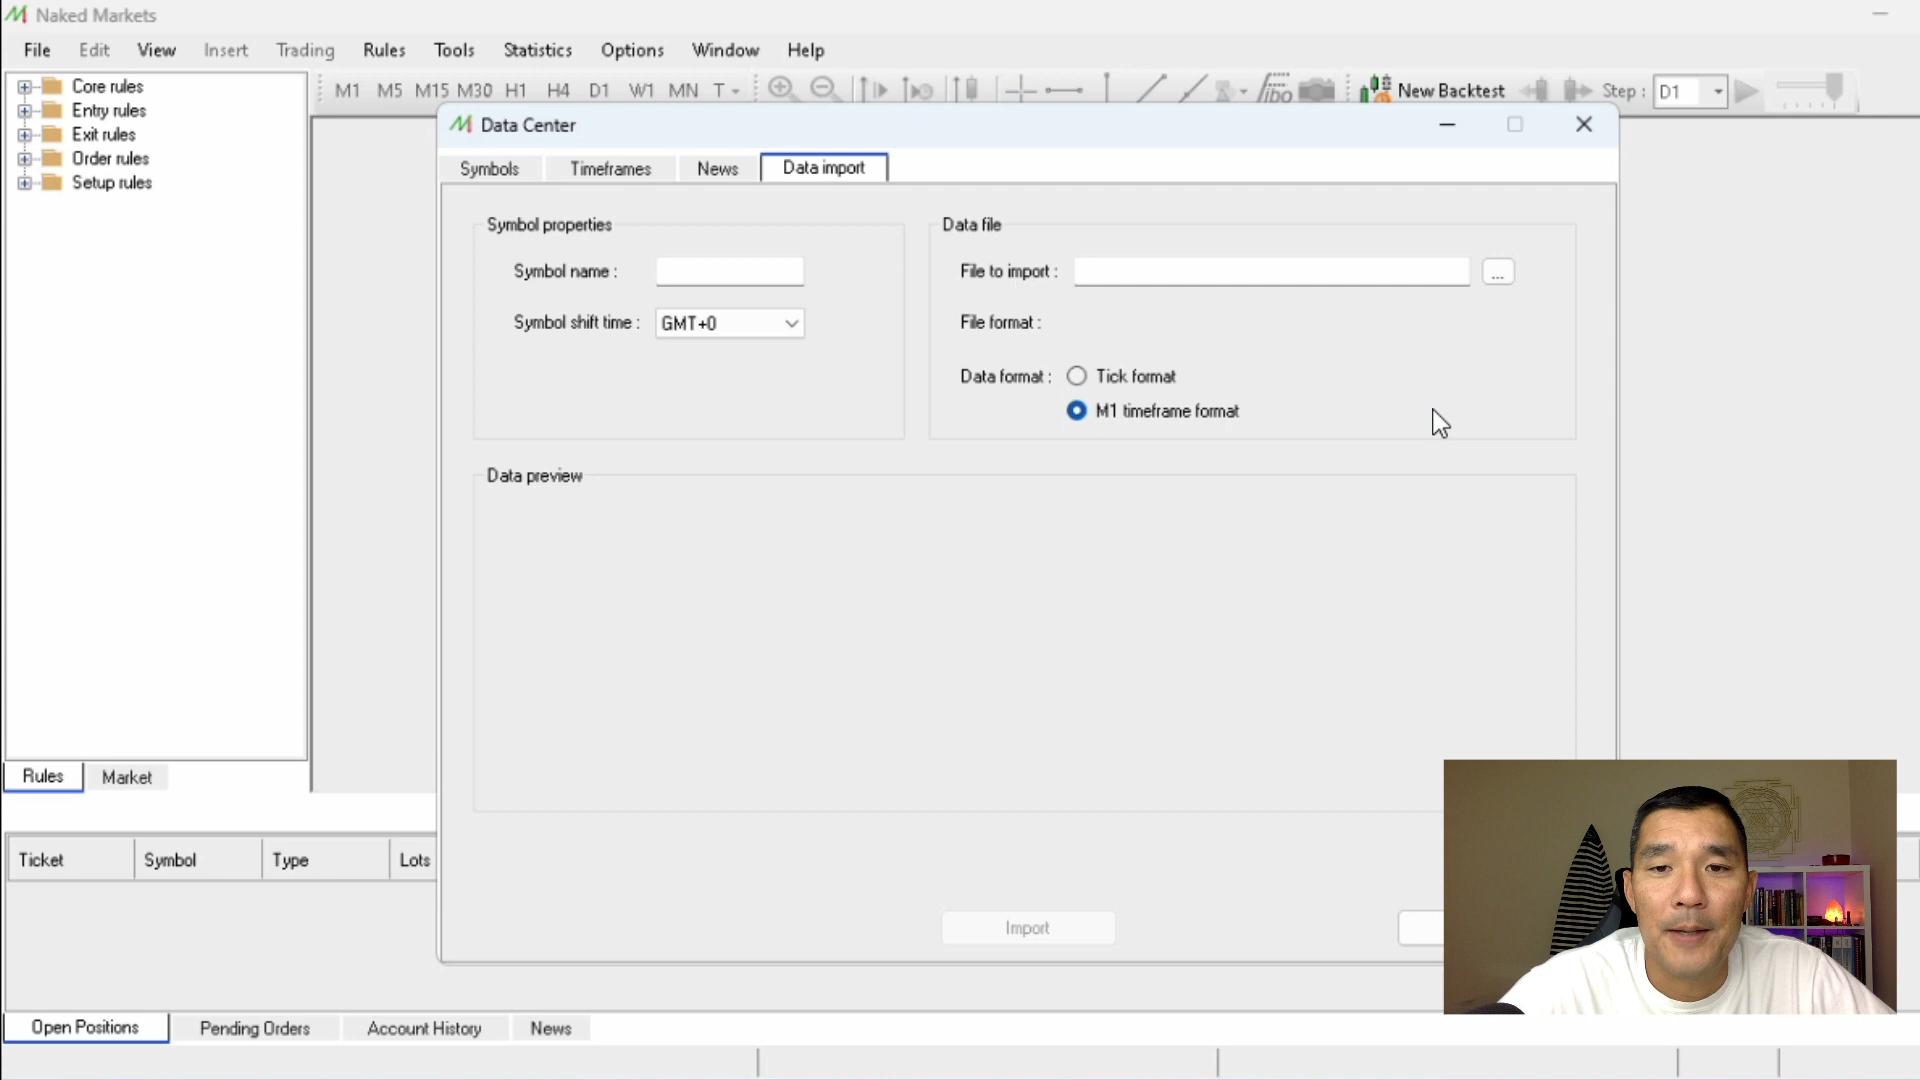 Naked Markets
File Edit View Insert Trading Rules Tools Statistics Options Window Help
Core rules
Entry rules
Exit rules
Order rules
Setup rules
M1 M5 M15 M30 H1 H4 D1 W1 MN T
fibo
New Backtest
Step : D1
Data Center
Symbols Timeframes News Data import
Symbol properties
Symbol name :
Symbol shift time : GMT+0
Data file
File to import : ...
File format :
Data format : Tick format
M1 timeframe format
Data preview
Import
Rules Market
Ticket Symbol Type Lots
Open Positions Pending Orders Account History News